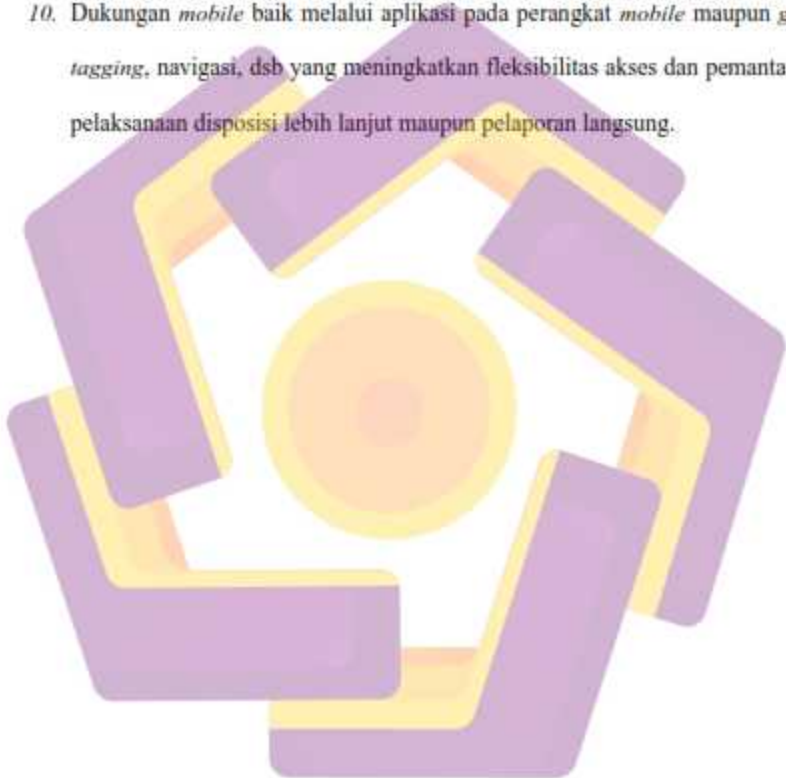 10. Dukungan mobile baik melalui aplikasi pada perangkat mobile maupun
tagging, navigasi, dsb yang meningkatkan fleksibilitas akses dan
pelaksanaan disposisi lebih lanjut maupun pelaporan langsung.